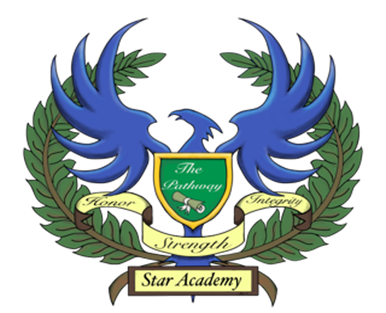 The
Pathway
Honor
Integrity
Strength
Star Academy